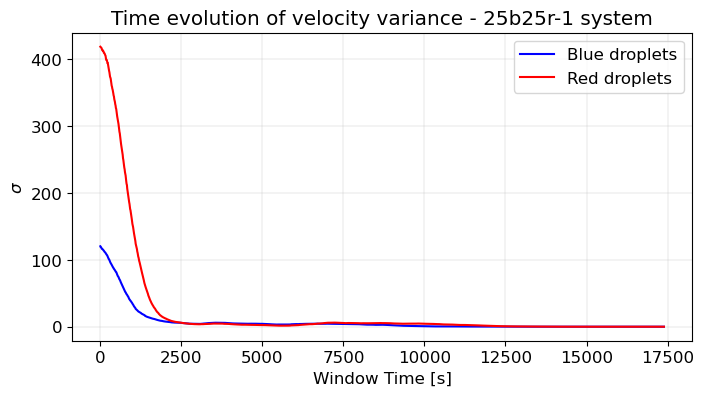 Time evolution of velocity variance - 25b25r-1 system
Blue droplets
Red droplets
400
300
200
100
0
σ
0 2500 5000 7500 10000 12500 15000 17500
Window Time [s]